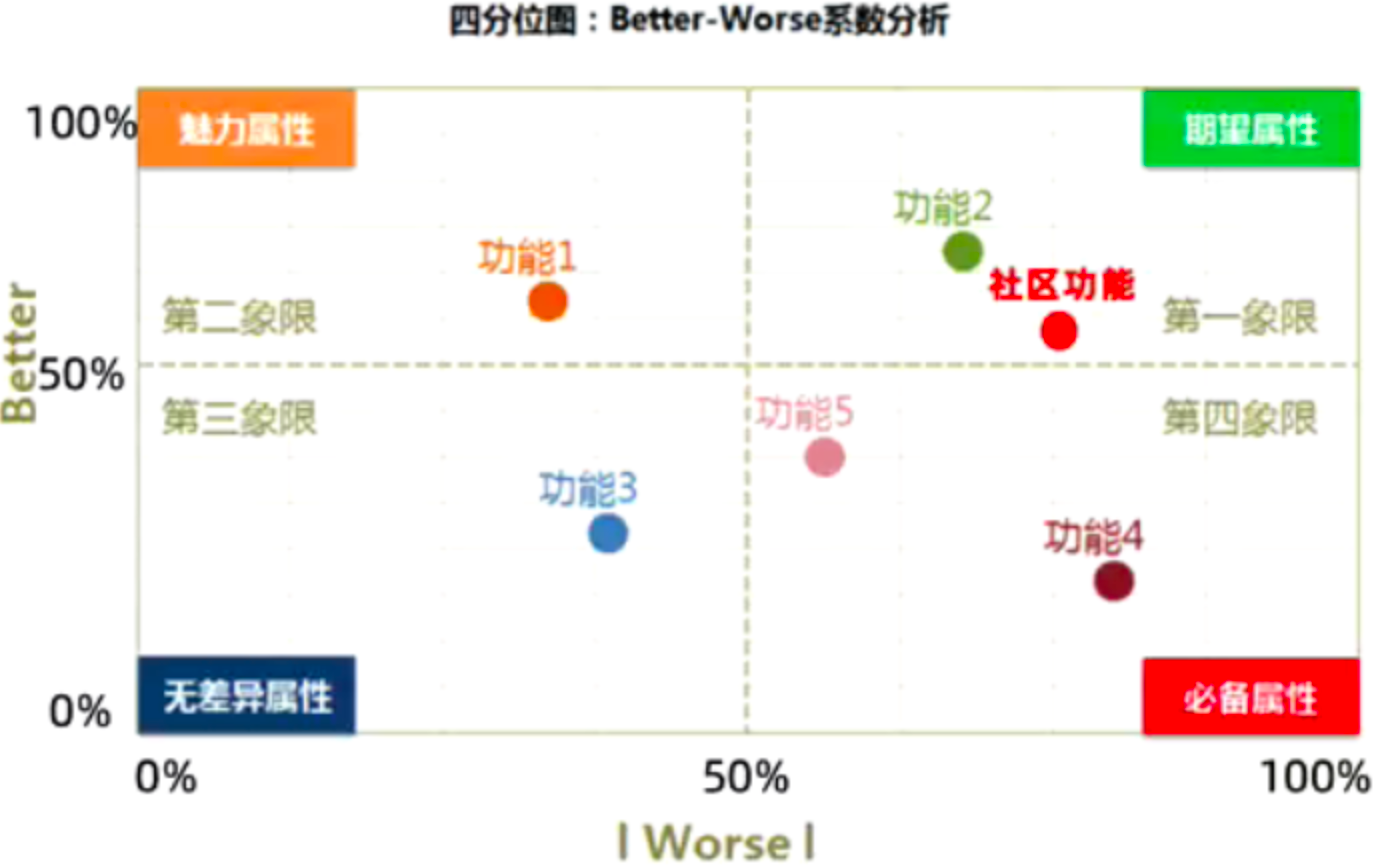 四分位图：Better-Worse系数分析
100%
魅力属性
期望属性
功能2
功能1
社区功能
第二象限
第一象限
Better
50%
第三象限
功能5
第四象限
功能3
功能4
无差异属性
必备属性
0%
0%
50%
100%
| Worse |